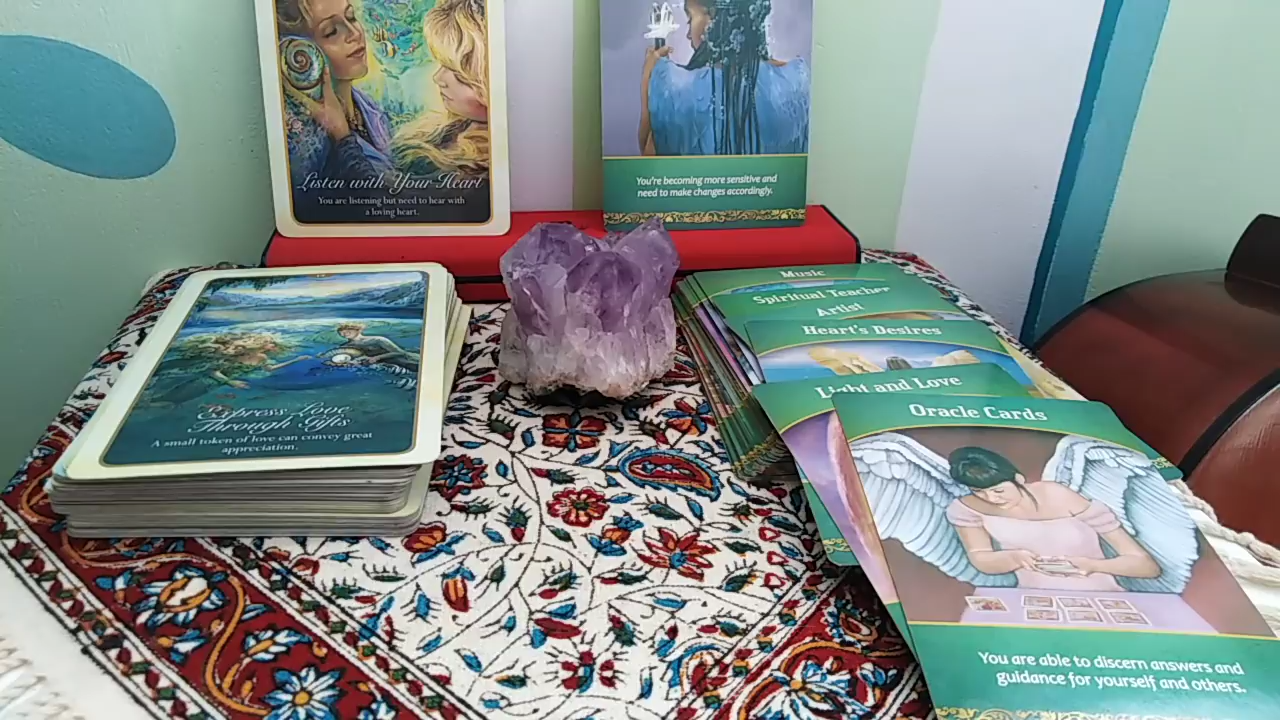 Listen with Your Heart
You are listening but need to hear with
a loving heart.
You're becoming more sensitive and
need to make changes accordingly.
Express Love
Through Gifts
A small token of love can convey great
appreciation.
Music
Spiritual Teacher
Artist
Heart's Desires
Light and Love
Oracle Cards
You are able to discern answers and
guidance for yourself and others.